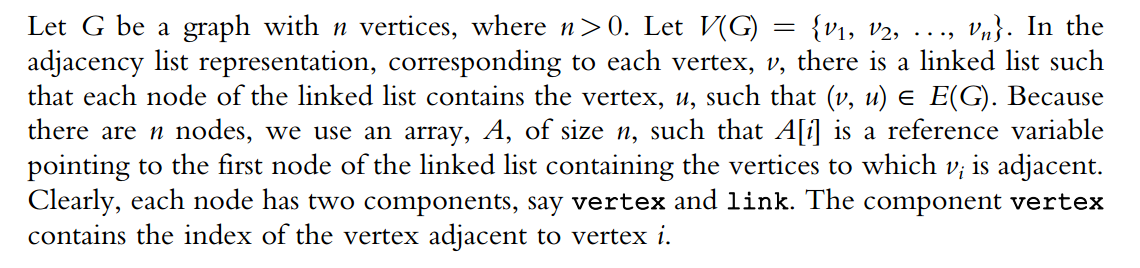 Let G be a graph with n vertices, where n > 0. Let V(G) = {v₁, v₂, ..., vₙ}. In the
adjacency list representation, corresponding to each vertex, v, there is a linked list such
that each node of the linked list contains the vertex, u, such that (v, u) ∈ E(G). Because
there are n nodes, we use an array, A, of size n, such that A[i] is a reference variable
pointing to the first node of the linked list containing the vertices to which vᵢ is adjacent.
Clearly, each node has two components, say vertex and link. The component vertex
contains the index of the vertex adjacent to vertex i.